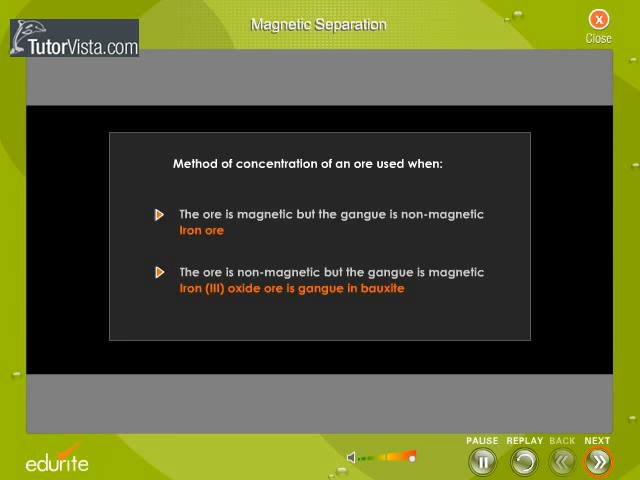 Magnetic Separation
X
Close
TutorVista.com
Method of concentration of an ore used when:
The ore is magnetic but the gangue is non-magnetic
Iron ore
The ore is non-magnetic but the gangue is magnetic
Iron (III) oxide ore is gangue in bauxite
PAUSE REPLAY BACK NEXT
edurite